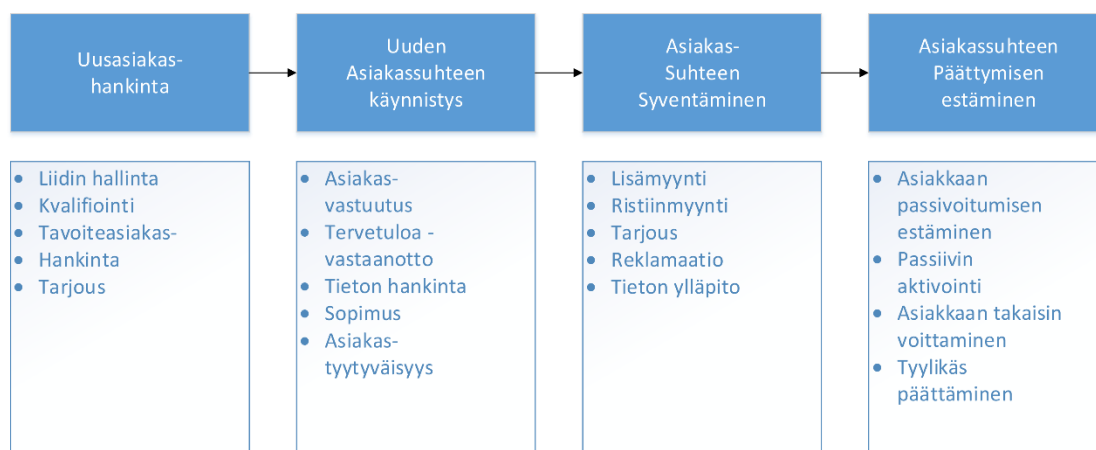 Uusasiakas-
hankinta
Uuden
Asiakassuhteen
käynnistys
Asiakas-
Suhteen
Syventäminen
Asiakassuhteen
Päättymisen
estäminen
• Liidin hallinta
• Kvalifiointi
• Tavoiteasiakas-
• Hankinta
• Tarjous
• Asiakas-
vastuutus
• Tervetuloa -
vastaanotto
• Tieton hankinta
• Sopimus
• Asiakas-
tyytyväisyys
• Lisämyynti
• Ristiinmyynti
• Tarjous
• Reklamaatio
• Tieton ylläpito
• Asiakkaan
passivoitumisen
estäminen
• Passiivin
aktivointi
• Asiakkaan takaisin
voittaminen
• Tyylikäs
päättäminen